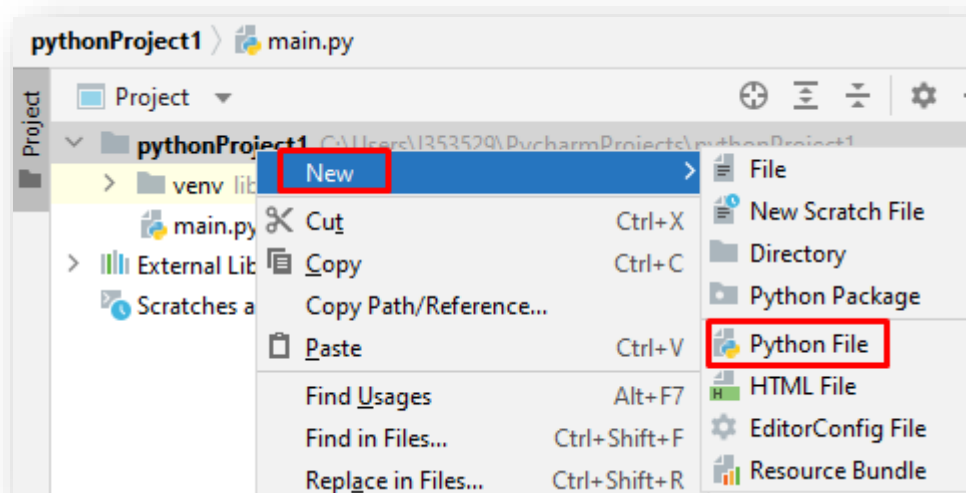 pythonProject1 main.py
Project
Project
pythonProject1 C:\Users\I353529\PycharmProjects\pythonProject1
venv lib
main.py
External Lib
Scratches a
New
Cut Ctrl+X
Copy Ctrl+C
Copy Path/Reference...
Paste Ctrl+V
Find Usages Alt+F7
Find in Files... Ctrl+Shift+F
Replace in Files... Ctrl+Shift+R
File
New Scratch File
Directory
Python Package
Python File
HTML File
EditorConfig File
Resource Bundle